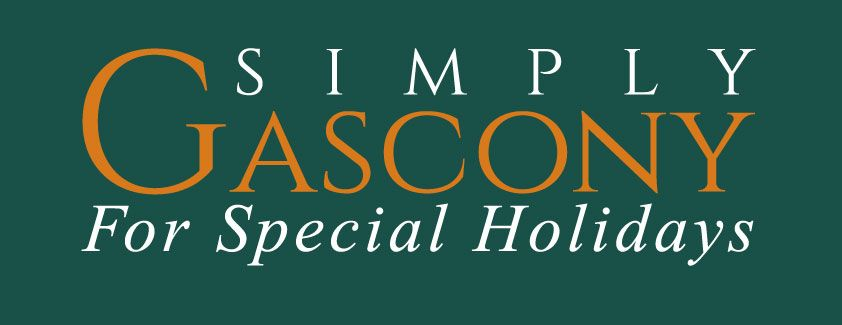 SIMPLY
GASCONY
For Special Holidays